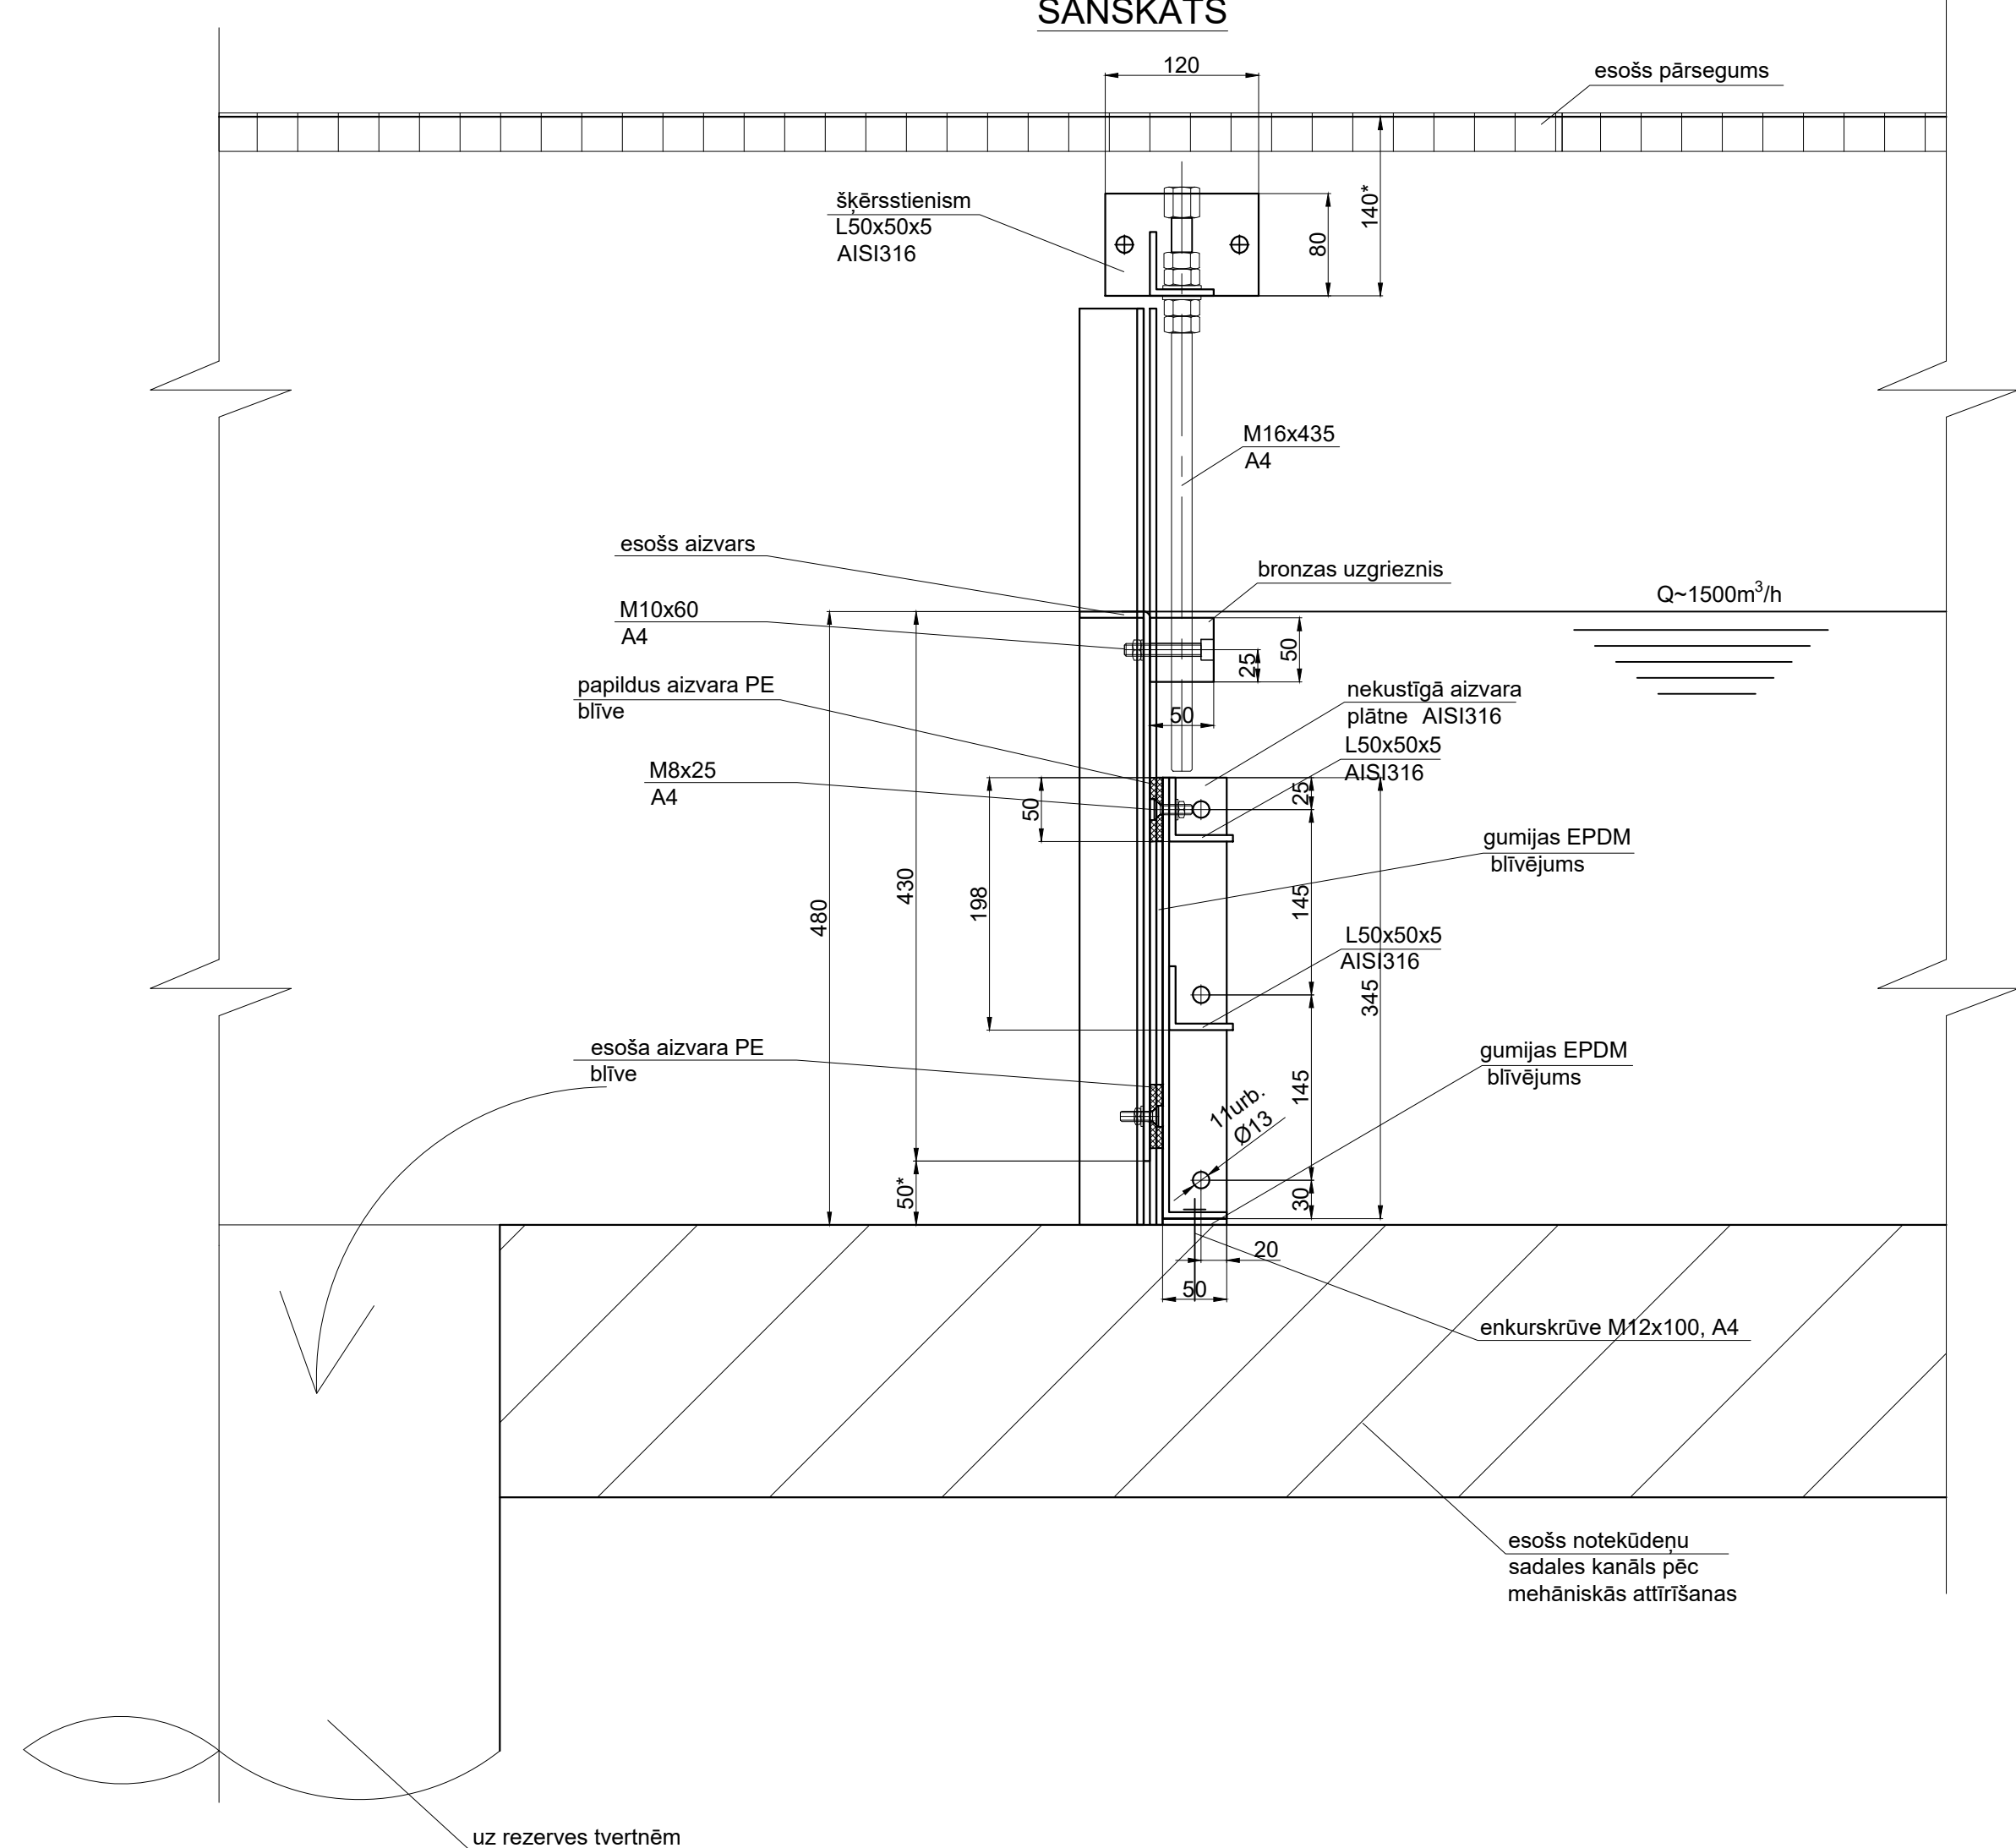 SĀNSKATS
120
esošs pārsegums
140*
80
šķērsstienism
L50x50x5
AISI316
M16x435
A4
esošs aizvars
bronzas uzgrieznis
Q~1500m³/h
M10x60
A4
50
25
50
papildus aizvara PE
blīve
nekustīgā aizvara
plātne AISI316
L50x50x5
AISI316
M8x25
A4
25
50
gumijas EPDM
blīvējums
480
430
198
145
L50x50x5
AISI316
345
esoša aizvara PE
blīve
gumijas EPDM
blīvējums
145
11urb.
Ø13
50*
30
20
50
enkurskrūve M12x100, A4
esošs notekūdeņu
sadales kanāls pēc
mehāniskās attīrīšanas
uz rezerves tvertnēm